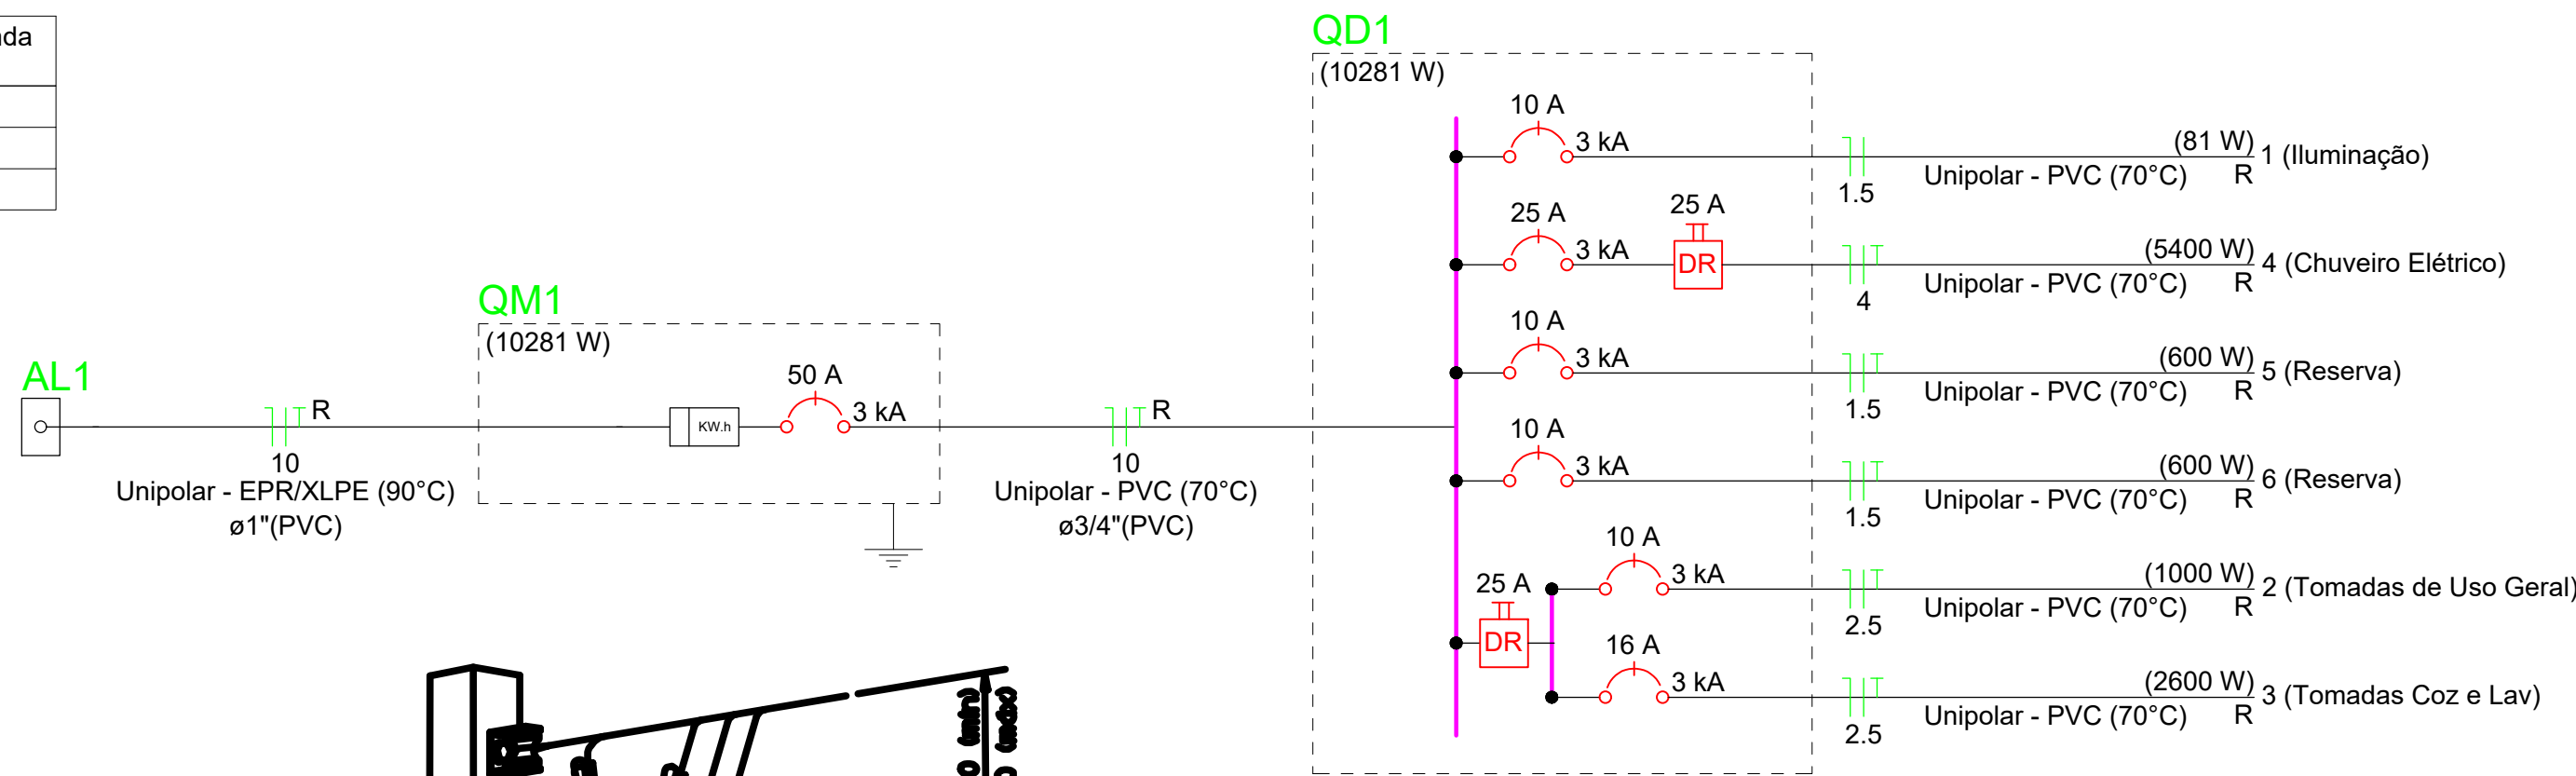 QD1
(10281 W)
10 A
3 kA
1.5
(81 W)
Unipolar - PVC (70°C)
R
1 (Iluminação)
25 A
3 kA
25 A
DR
4
(5400 W)
Unipolar - PVC (70°C)
R
4 (Chuveiro Elétrico)
10 A
3 kA
1.5
(600 W)
Unipolar - PVC (70°C)
R
5 (Reserva)
10 A
3 kA
1.5
(600 W)
Unipolar - PVC (70°C)
R
6 (Reserva)
25 A
DR
10 A
3 kA
2.5
(1000 W)
Unipolar - PVC (70°C)
R
2 (Tomadas de Uso Geral)
16 A
3 kA
2.5
(2600 W)
Unipolar - PVC (70°C)
R
3 (Tomadas Coz e Lav)
QM1
(10281 W)
KW.h
50 A
3 kA
AL1
R
10
Unipolar - EPR/XLPE (90°C)
ø1"(PVC)
R
10
Unipolar - PVC (70°C)
ø3/4"(PVC)
(min)
(max)